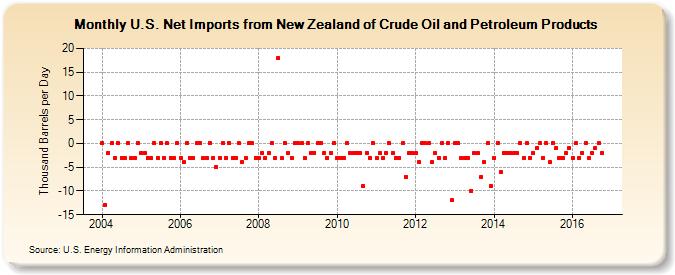 Monthly U.S. Net Imports from New Zealand of Crude Oil and Petroleum Products
Thousand Barrels per Day
20
15
10
5
0
-5
-10
-15
2004 2006 2008 2010 2012 2014 2016
Source: U.S. Energy Information Administration